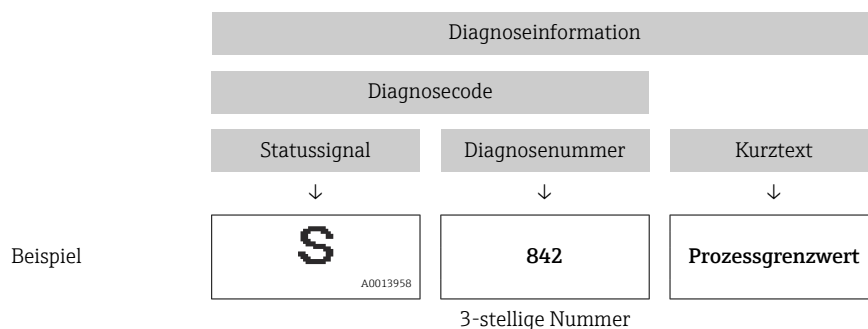 Diagnoseinformation
Diagnosecode
Statussignal Diagnosenummer Kurztext
↓ ↓ ↓
Beispiel S 842 Prozessgrenzwert
A0013958
3-stellige Nummer